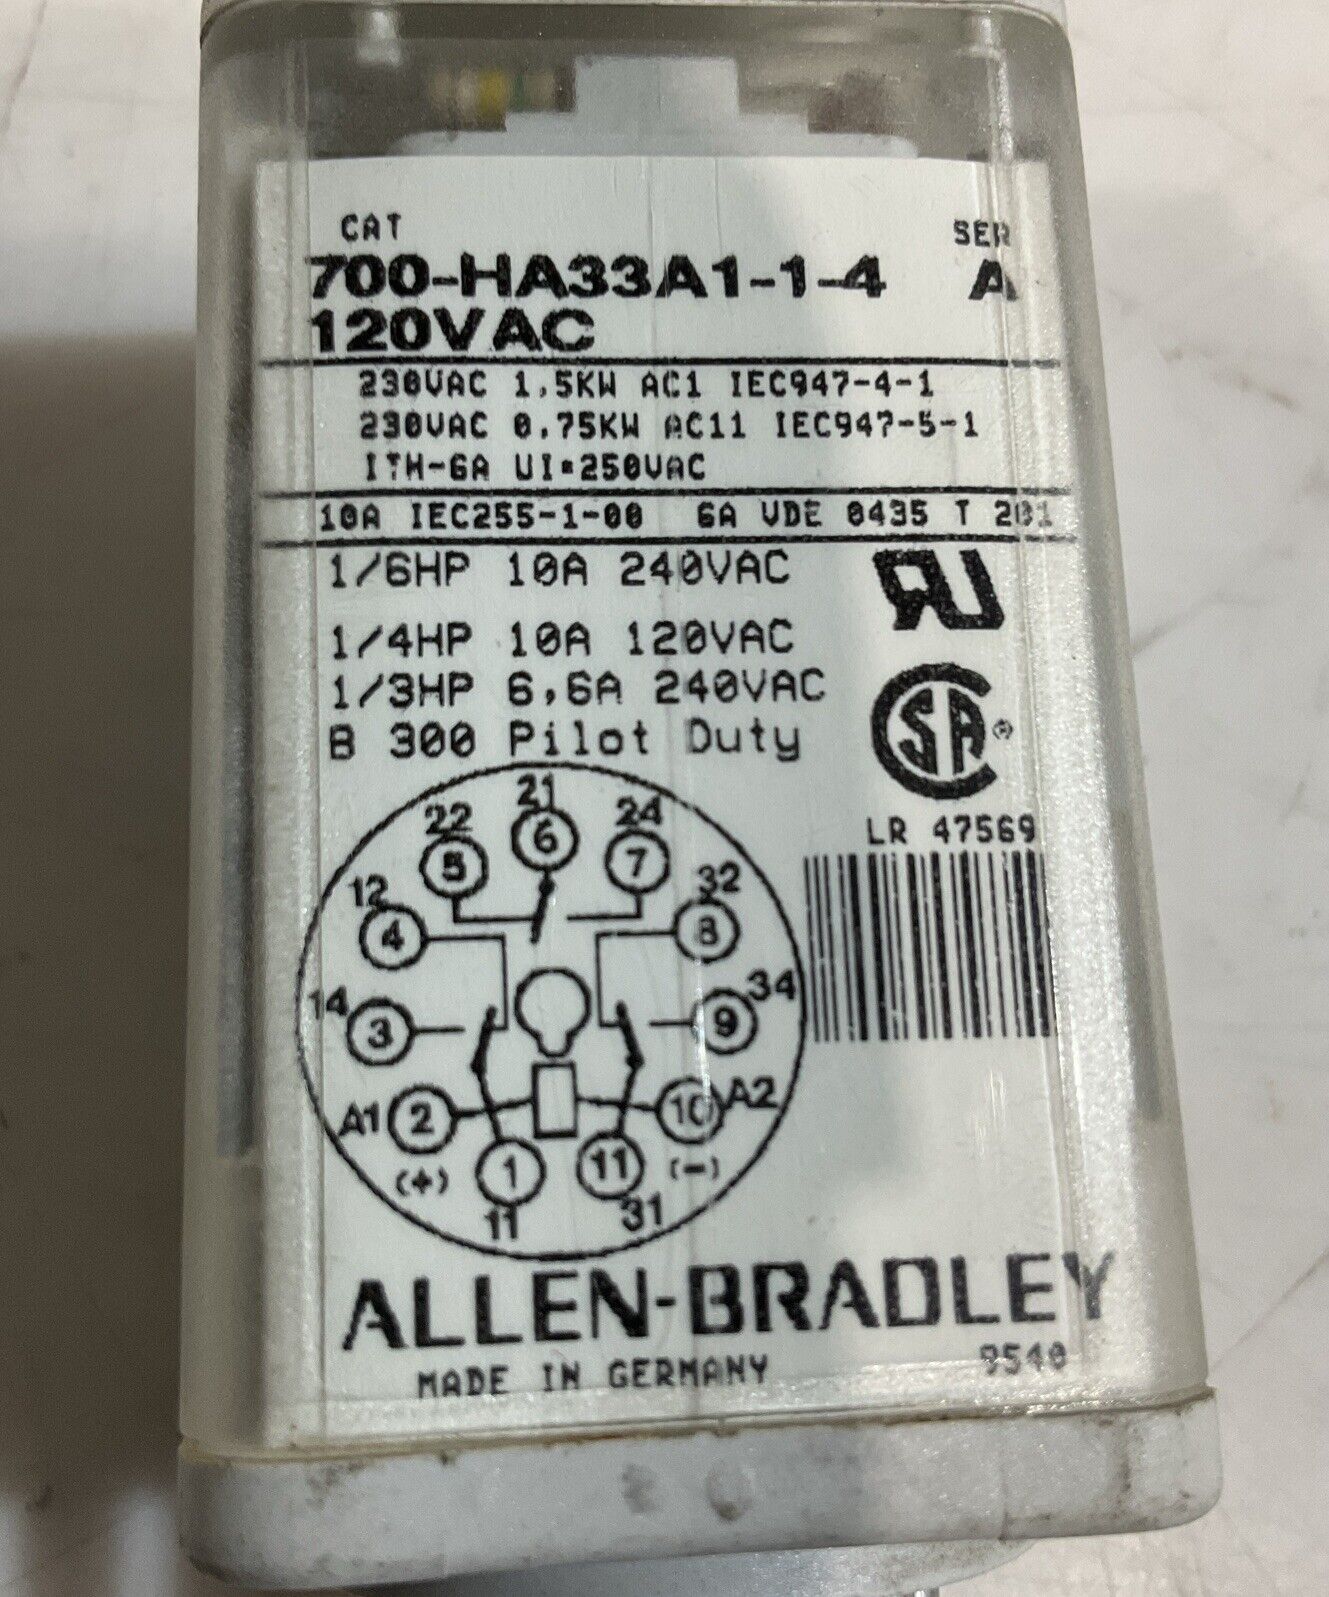 CAT SER
700-HA33A1-1-4 A
120VAC
230VAC 1,5KW AC1 IEC947-4-1
230VAC 0,75KW AC11 IEC947-5-1
ITH-6A UI=250VAC
10A IEC255-1-00 6A VDE 0435 T 201
1/6HP 10A 240VAC
1/4HP 10A 120VAC
1/3HP 6,6A 240VAC
B 300 Pilot Duty
RU
CSA ®
LR 47569
21
22 24
6
5 7
12 32
4 8
14 34
3 9
A1 2 10 A2
(+) 1 11 (-)
11 31
ALLEN-BRADLEY
MADE IN GERMANY 9540